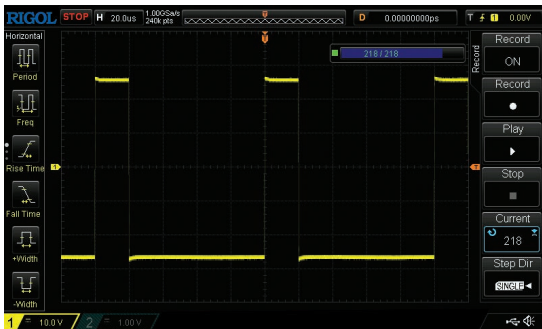 RIGOL STOP H 20.0us 1.00GSa/s 240k pts D 0.00000000ps T 1 0.00V
Horizontal
Period
Freq
Rise Time
Fall Time
+Width
-Width
218 / 218
1
T
Record
Record
ON
Record
Play
Stop
Current
218
Step Dir
SINGLE
1 = 10.0 V 2 = 1.00 V